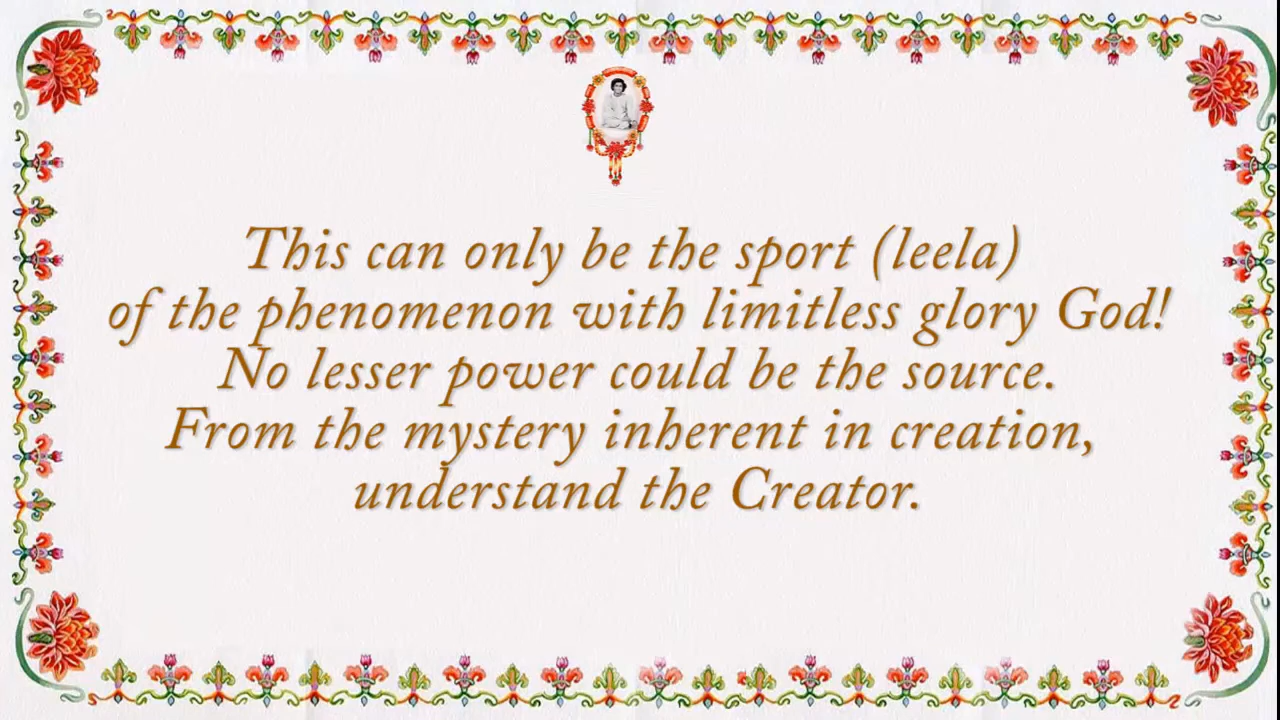 This can only be the sport (leela)
of the phenomenon with limitless glory God!
No lesser power could be the source.
From the mystery inherent in creation,
understand the Creator.